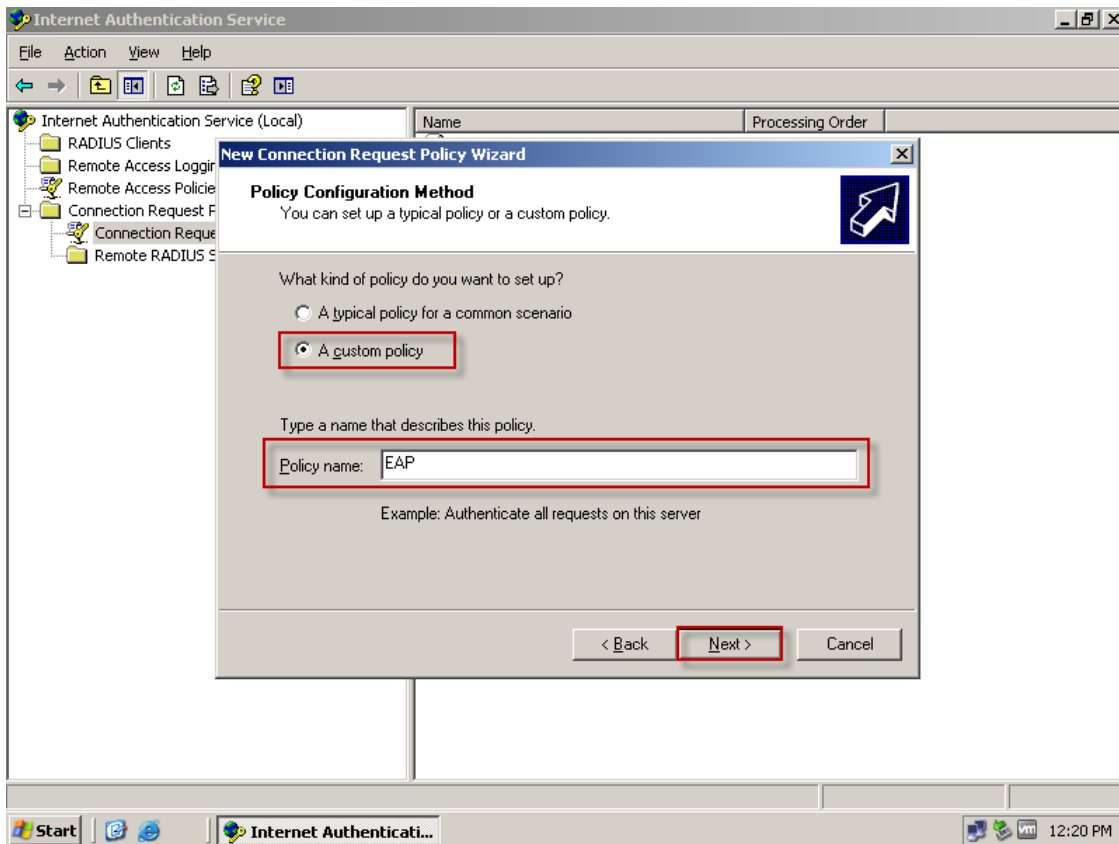 Internet Authentication Service
File Action View Help
Internet Authentication Service (Local)
RADIUS Clients
Remote Access Loggin
Remote Access Policie
Connection Request P
Connection Reque
Remote RADIUS S
Name Processing Order
New Connection Request Policy Wizard
Policy Configuration Method
You can set up a typical policy or a custom policy.
What kind of policy do you want to set up?
A typical policy for a common scenario
A custom policy
Type a name that describes this policy.
Policy name: EAP
Example: Authenticate all requests on this server
< Back Next > Cancel
Start Internet Authenticati... vm 12:20 PM